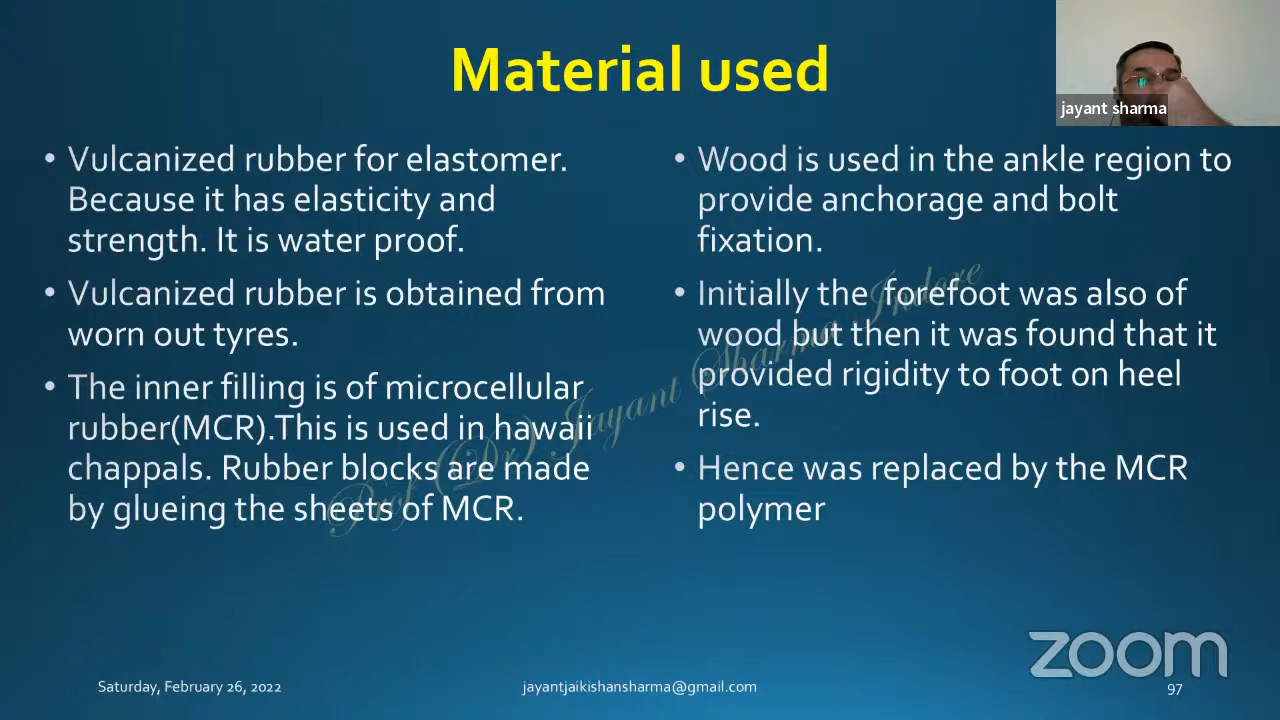 Material used
jayant sharma
• Vulcanized rubber for elastomer.
Because it has elasticity and
strength. It is water proof.
• Vulcanized rubber is obtained from
worn out tyres.
• The inner filling is of microcellular
rubber(MCR).This is used in hawaii
chappals. Rubber blocks are made
by glueing the sheets of MCR.
• Wood is used in the ankle region to
provide anchorage and bolt
fixation.
• Initially the forefoot was also of
wood but then it was found that it
provided rigidity to foot on heel
rise.
• Hence was replaced by the MCR
polymer
Prof (Dr) Jayant Sharma Indore
zoom
Saturday, February 26, 2022
jayantjaikishansharma@gmail.com
97